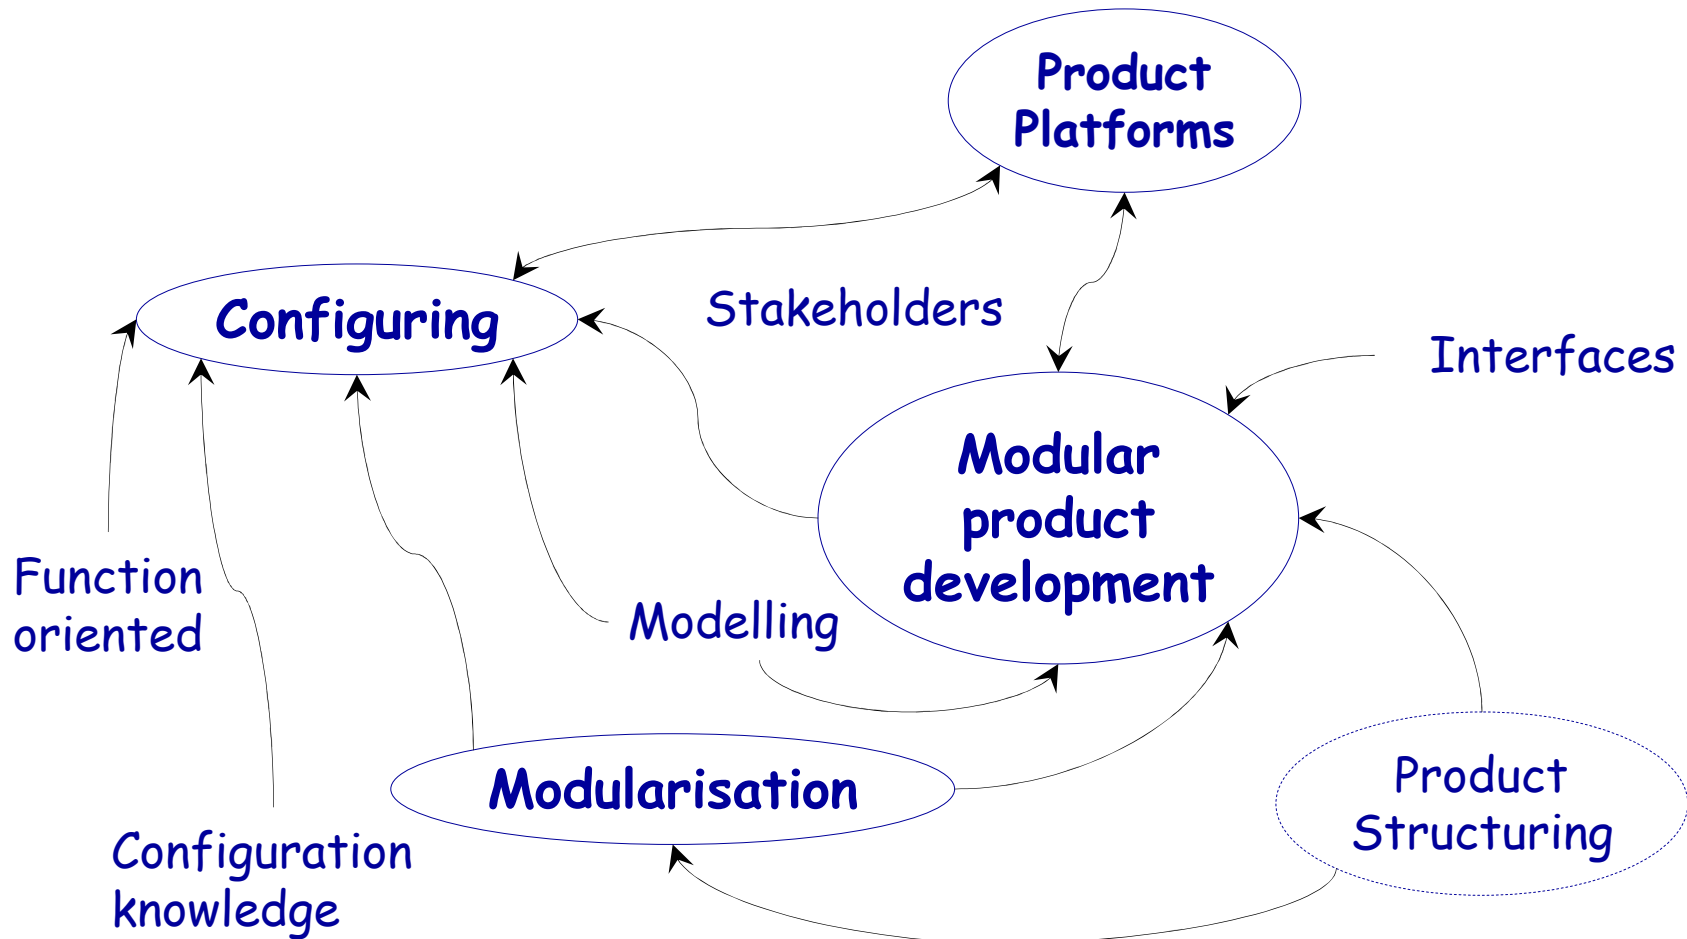 Product
Platforms
Configuring
Stakeholders
Interfaces
Modular
product
development
Function
oriented
Modelling
Modularisation
Product
Structuring
Configuration
knowledge